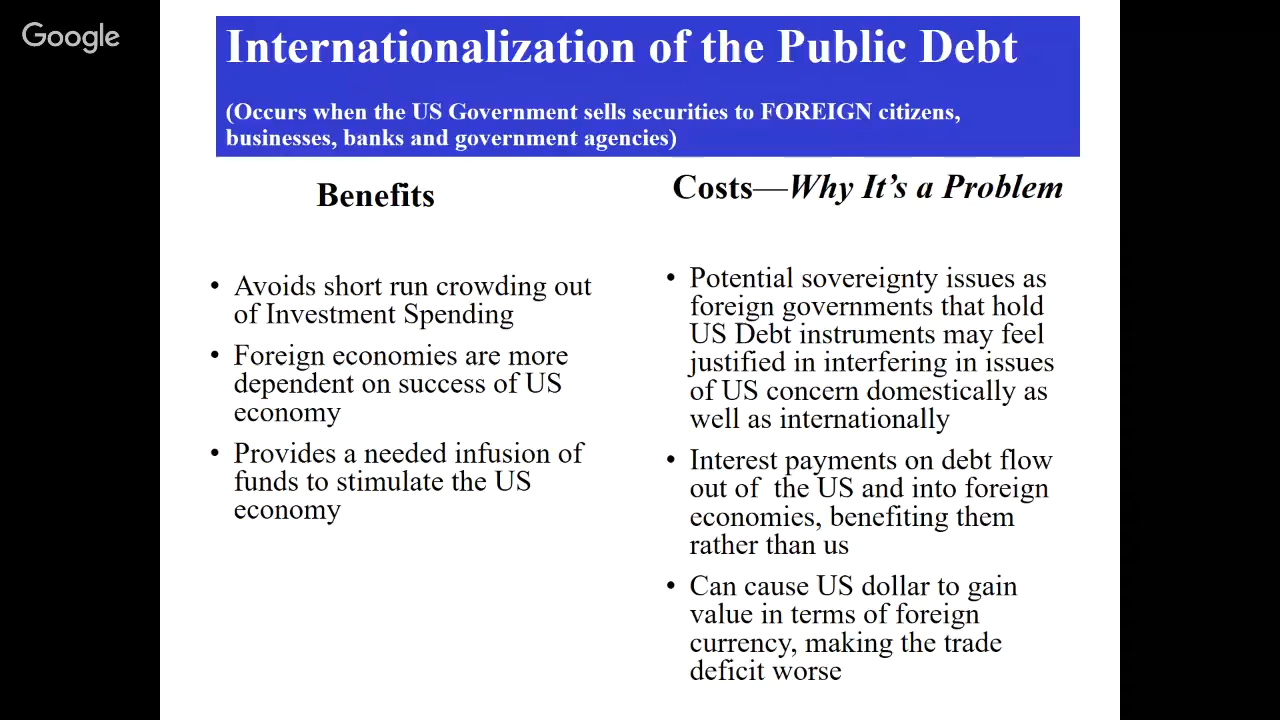 Google
Internationalization of the Public Debt
(Occurs when the US Government sells securities to FOREIGN citizens,
businesses, banks and government agencies)
Benefits
• Avoids short run crowding out
of Investment Spending
• Foreign economies are more
dependent on success of US
economy
• Provides a needed infusion of
funds to stimulate the US
economy
Costs—Why It's a Problem
• Potential sovereignty issues as
foreign governments that hold
US Debt instruments may feel
justified in interfering in issues
of US concern domestically as
well as internationally
• Interest payments on debt flow
out of  the US and into foreign
economies, benefiting them
rather than us
• Can cause US dollar to gain
value in terms of foreign
currency, making the trade
deficit worse